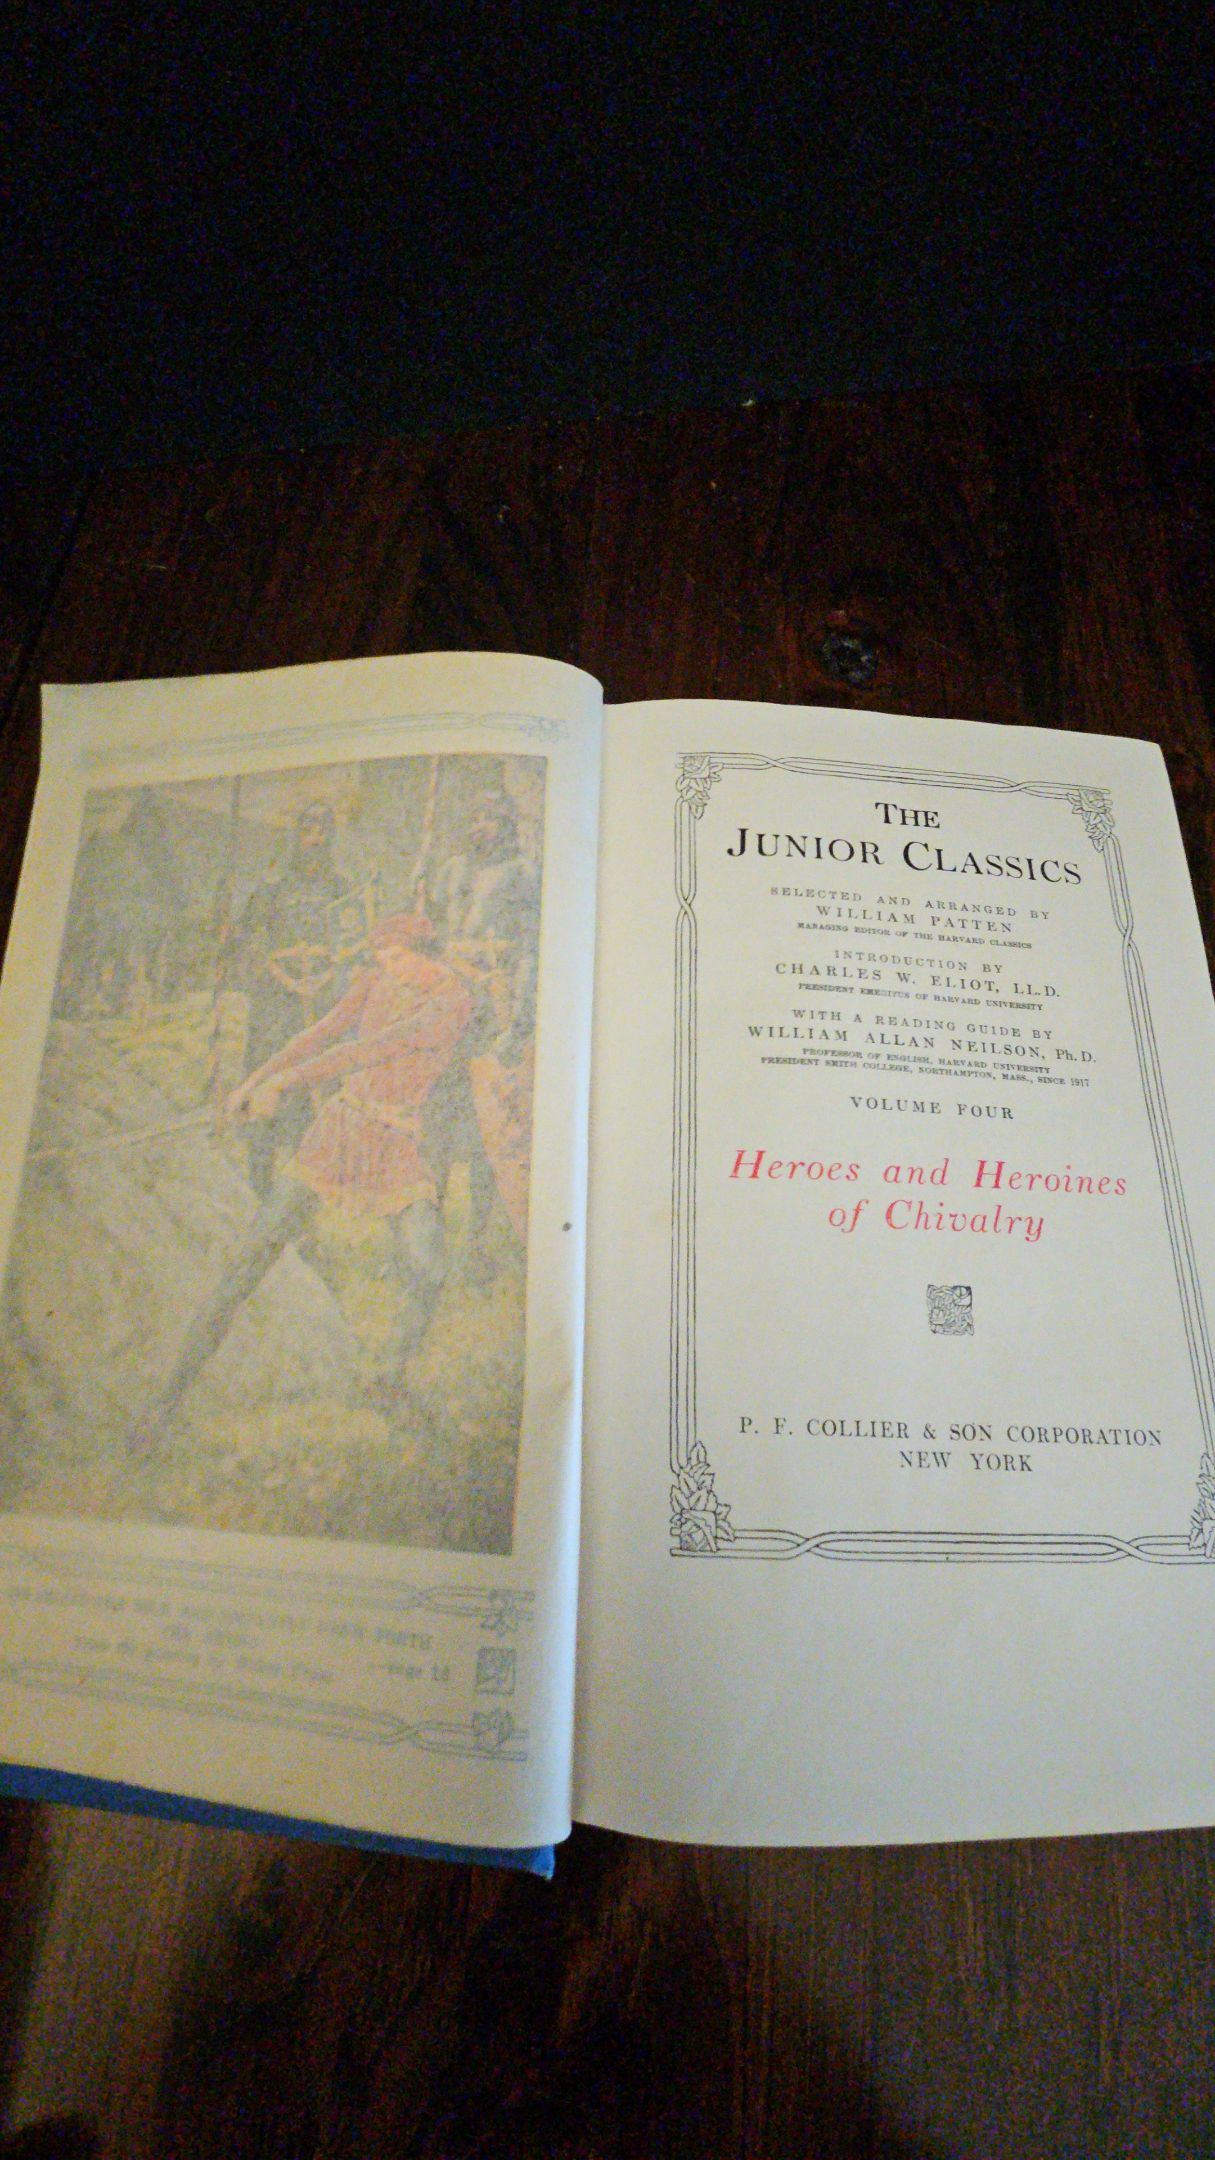 THE
JUNIOR CLASSICS
SELECTED AND ARRANGED BY
WILLIAM PATTEN
MANAGING EDITOR OF THE HARVARD CLASSICS
INTRODUCTION BY
CHARLES W. ELIOT, LL.D.
PRESIDENT EMERITUS OF HARVARD UNIVERSITY
WITH A READING GUIDE BY
WILLIAM ALLAN NEILSON, Ph.D.
PROFESSOR OF ENGLISH, HARVARD UNIVERSITY
PRESIDENT SMITH COLLEGE, NORTHAMPTON, MASS., SINCE 1917
VOLUME FOUR
Heroes and Heroines
of Chivalry
P. F. COLLIER & SON CORPORATION
NEW YORK